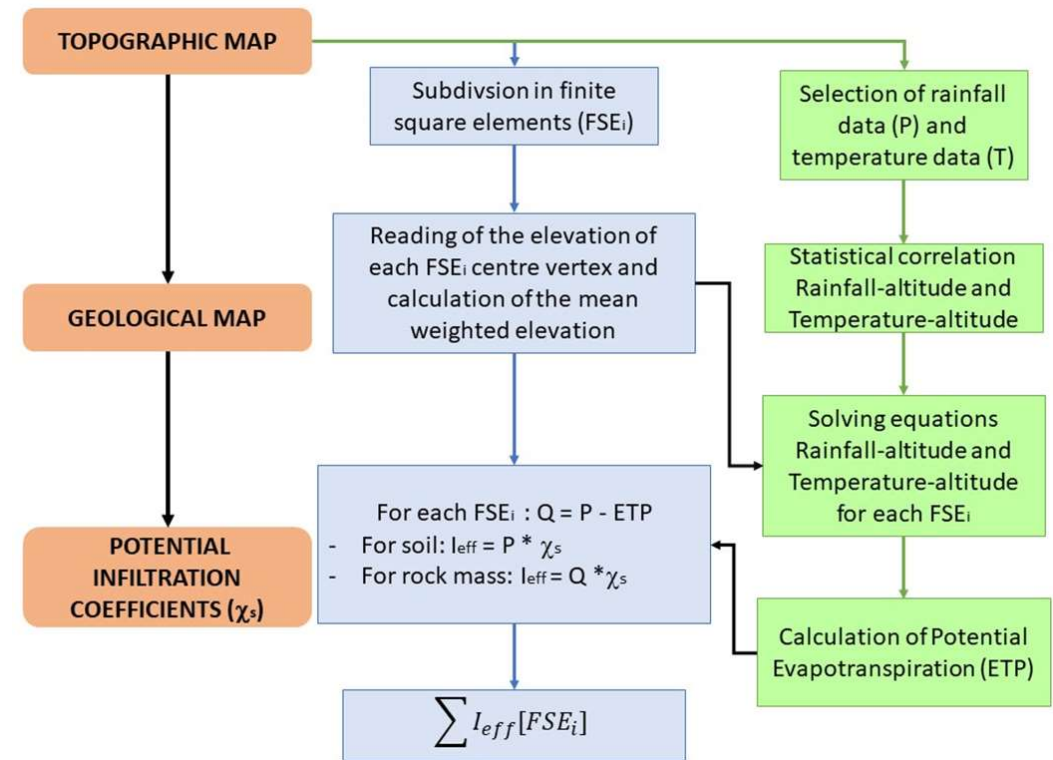 TOPOGRAPHIC MAP
Subdivsion in finite
square elements (FSEi)
Selection of rainfall
data (P) and
temperature data (T)
Reading of the elevation of
each FSEi centre vertex and
calculation of the mean
weighted elevation
Statistical correlation
Rainfall-altitude and
Temperature-altitude
GEOLOGICAL MAP
Solving equations
Rainfall-altitude and
Temperature-altitude
for each FSEi
For each FSEi : Q = P - ETP
- For soil: Ieff = P * χs
- For rock mass: Ieff = Q *χs
POTENTIAL
INFILTRATION
COEFFICIENTS (χs)
Calculation of Potential
Evapotranspiration (ETP)
∑ Ieff[FSEi]